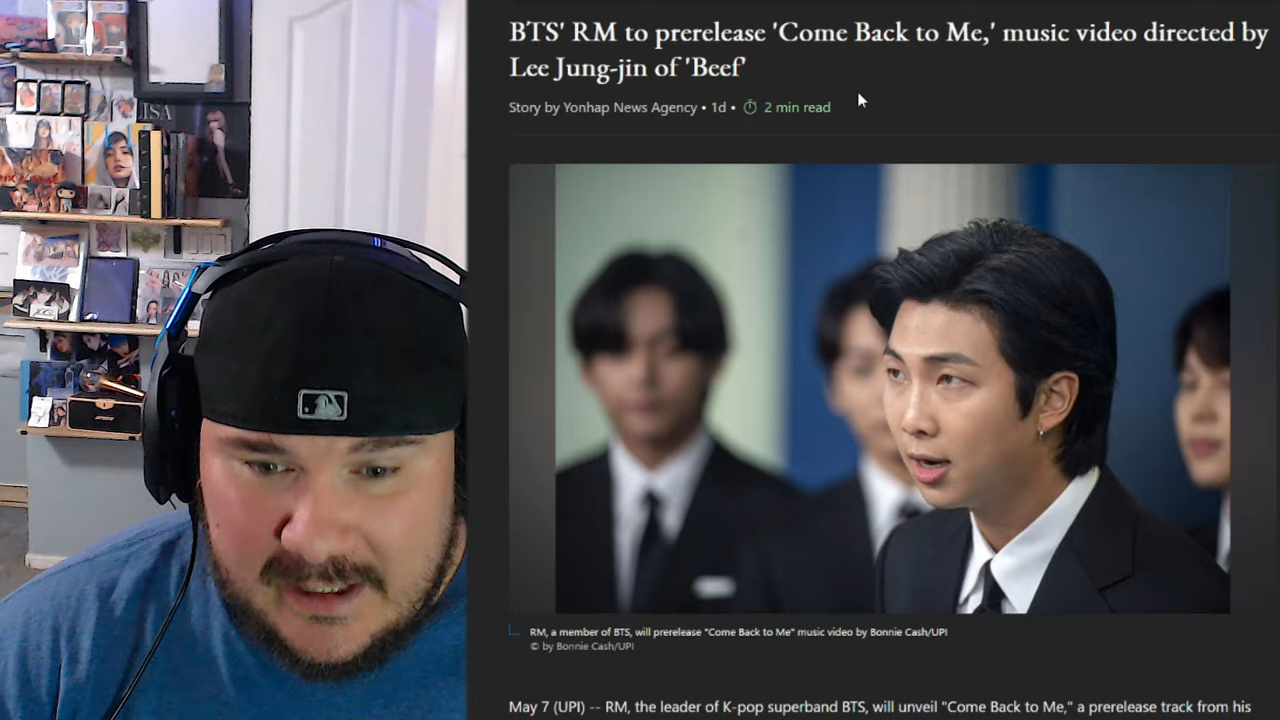 BTS' RM to prerelease 'Come Back to Me,' music video directed by
Lee Jung-jin of 'Beef'
Story by Yonhap News Agency • 1d • 2 min read
RM, a member of BTS, will prerelease "Come Back to Me" music video by Bonnie Cash/UPI
© by Bonnie Cash/UPI
May 7 (UPI) -- RM, the leader of K-pop superband BTS, will unveil "Come Back to Me," a prerelease track from his